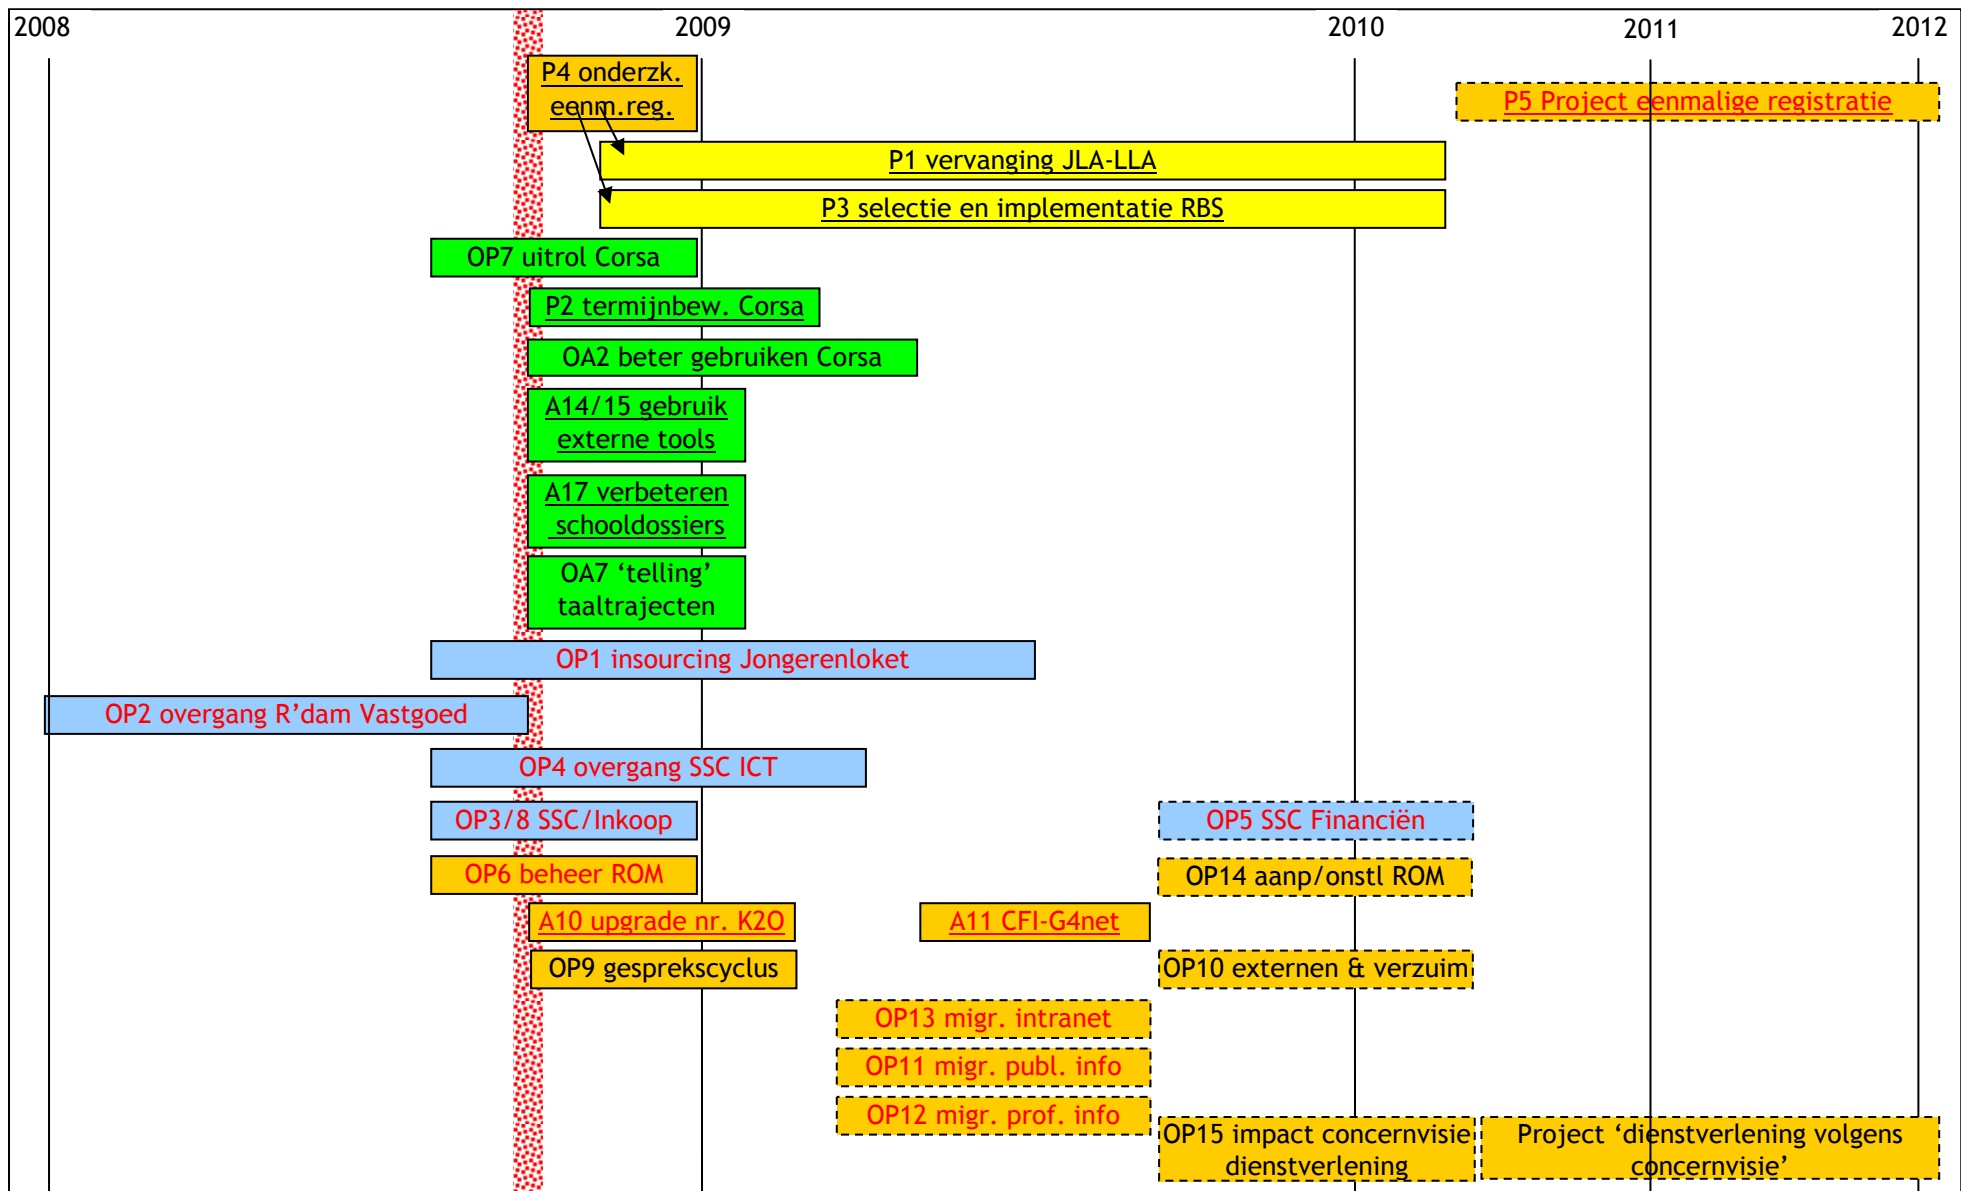 2008 2009 2010 2011 2012
P4 onderzk.
eenm.reg.
P5 Project eenmalige registratie
P1 vervanging JLA-LLA
P3 selectie en implementatie RBS
OP7 uitrol Corsa
P2 termijnbew. Corsa
OA2 beter gebruiken Corsa
A14/15 gebruik
externe tools
A17 verbeteren
schooldossiers
OA7 ‘telling’
taaltrajecten
OP1 insourcing Jongerenloket
OP2 overgang R’dam Vastgoed
OP4 overgang SSC ICT
OP3/8 SSC/Inkoop
OP5 SSC Financiën
OP6 beheer ROM
OP14 aanp/onstl ROM
A10 upgrade nr. K2O
A11 CFI-G4net
OP9 gesprekscyclus
OP10 externen & verzuim
OP13 migr. intranet
OP11 migr. publ. info
OP12 migr. prof. info
OP15 impact concernvisie
dienstverlening
Project ‘dienstverlening volgens
concernvisie’